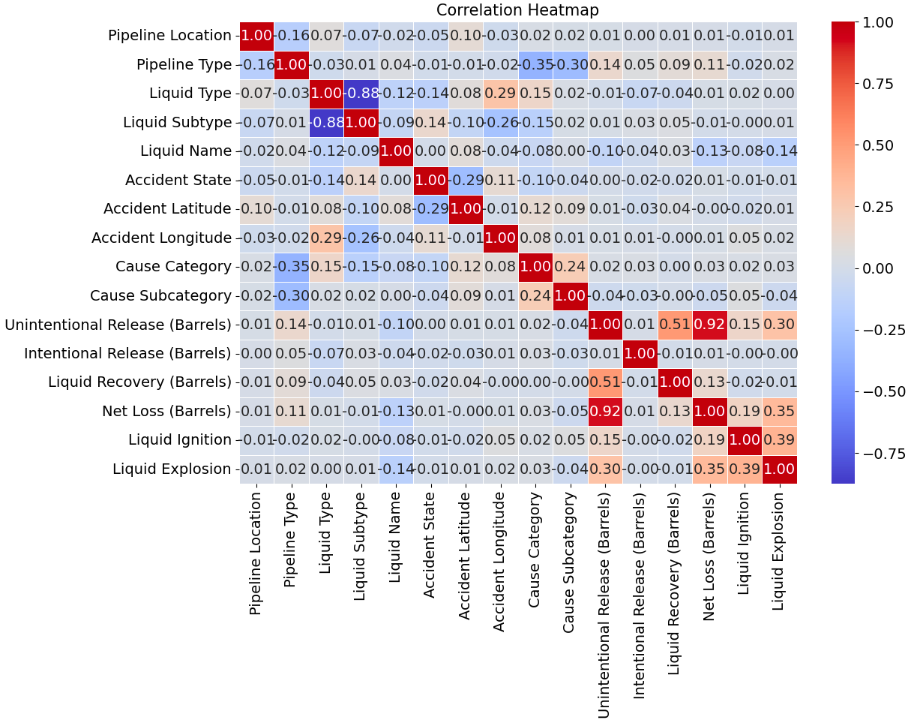 Correlation Heatmap
Pipeline Location 1.00 -0.16 0.07 -0.07 -0.02 -0.05 0.10 -0.03 0.02 0.02 0.01 0.00 0.01 0.01 -0.01 0.01 1.00
Pipeline Type -0.16 1.00 -0.03 0.01 0.04 -0.01 -0.01 -0.02 -0.35 -0.30 0.14 0.05 0.09 0.11 -0.02 0.02 0.75
Liquid Type 0.07 -0.03 1.00 -0.88 -0.12 -0.14 0.08 0.29 0.15 0.02 -0.01 -0.07 -0.04 0.01 0.02 0.00
Liquid Subtype -0.07 0.01 -0.88 1.00 -0.09 0.14 -0.10 -0.26 -0.15 0.02 0.01 0.03 0.05 -0.01 -0.00 0.01
Liquid Name -0.02 0.04 -0.12 -0.09 1.00 0.00 0.08 -0.04 -0.08 0.00 -0.10 -0.04 0.03 -0.13 -0.08 -0.14 0.50
Accident State -0.05 -0.01 -0.14 0.14 0.00 1.00 -0.29 0.11 -0.10 -0.04 0.00 -0.02 -0.02 0.01 -0.01 -0.01
Accident Latitude 0.10 -0.01 0.08 -0.10 0.08 -0.29 1.00 -0.01 0.12 0.09 0.01 -0.03 0.04 -0.00 -0.02 0.01 0.25
Accident Longitude -0.03 -0.02 0.29 -0.26 -0.04 0.11 -0.01 1.00 0.08 0.01 0.01 0.01 -0.00 0.01 0.05 0.02
Cause Category 0.02 -0.35 0.15 -0.15 -0.08 -0.10 0.12 0.08 1.00 0.24 0.02 0.03 -0.00 0.03 0.02 0.03 0.00
Cause Subcategory 0.02 -0.30 0.02 0.02 0.00 -0.04 0.09 0.01 0.24 1.00 -0.04 -0.03 -0.00 -0.05 0.05 -0.04
Unintentional Release (Barrels) 0.01 0.14 -0.01 0.01 -0.10 0.00 0.01 0.01 0.02 -0.04 1.00 0.01 0.51 0.92 0.15 0.30 −0.25
Intentional Release (Barrels) 0.00 0.05 -0.07 0.03 -0.04 -0.02 -0.03 0.01 0.03 -0.03 0.01 1.00 -0.01 0.01 -0.00 -0.00
Liquid Recovery (Barrels) 0.01 0.09 -0.04 0.05 0.03 -0.02 0.04 -0.00 -0.00 -0.00 0.51 -0.01 1.00 0.13 -0.02 -0.01 −0.50
Net Loss (Barrels) 0.01 0.11 0.01 -0.01 -0.13 0.01 -0.00 0.01 0.03 -0.05 0.92 0.01 0.13 1.00 0.19 0.35
Liquid Ignition -0.01 -0.02 0.02 -0.00 -0.08 -0.01 -0.02 0.05 0.02 0.05 0.15 -0.00 -0.02 0.19 1.00 0.39 −0.75
Liquid Explosion 0.01 0.02 0.00 0.01 -0.14 -0.01 0.01 0.02 0.03 -0.04 0.30 -0.00 -0.01 0.35 0.39 1.00
Pipeline Location
Pipeline Type
Liquid Type
Liquid Subtype
Liquid Name
Accident State
Accident Latitude
Accident Longitude
Cause Category
Cause Subcategory
Unintentional Release (Barrels)
Intentional Release (Barrels)
Liquid Recovery (Barrels)
Net Loss (Barrels)
Liquid Ignition
Liquid Explosion